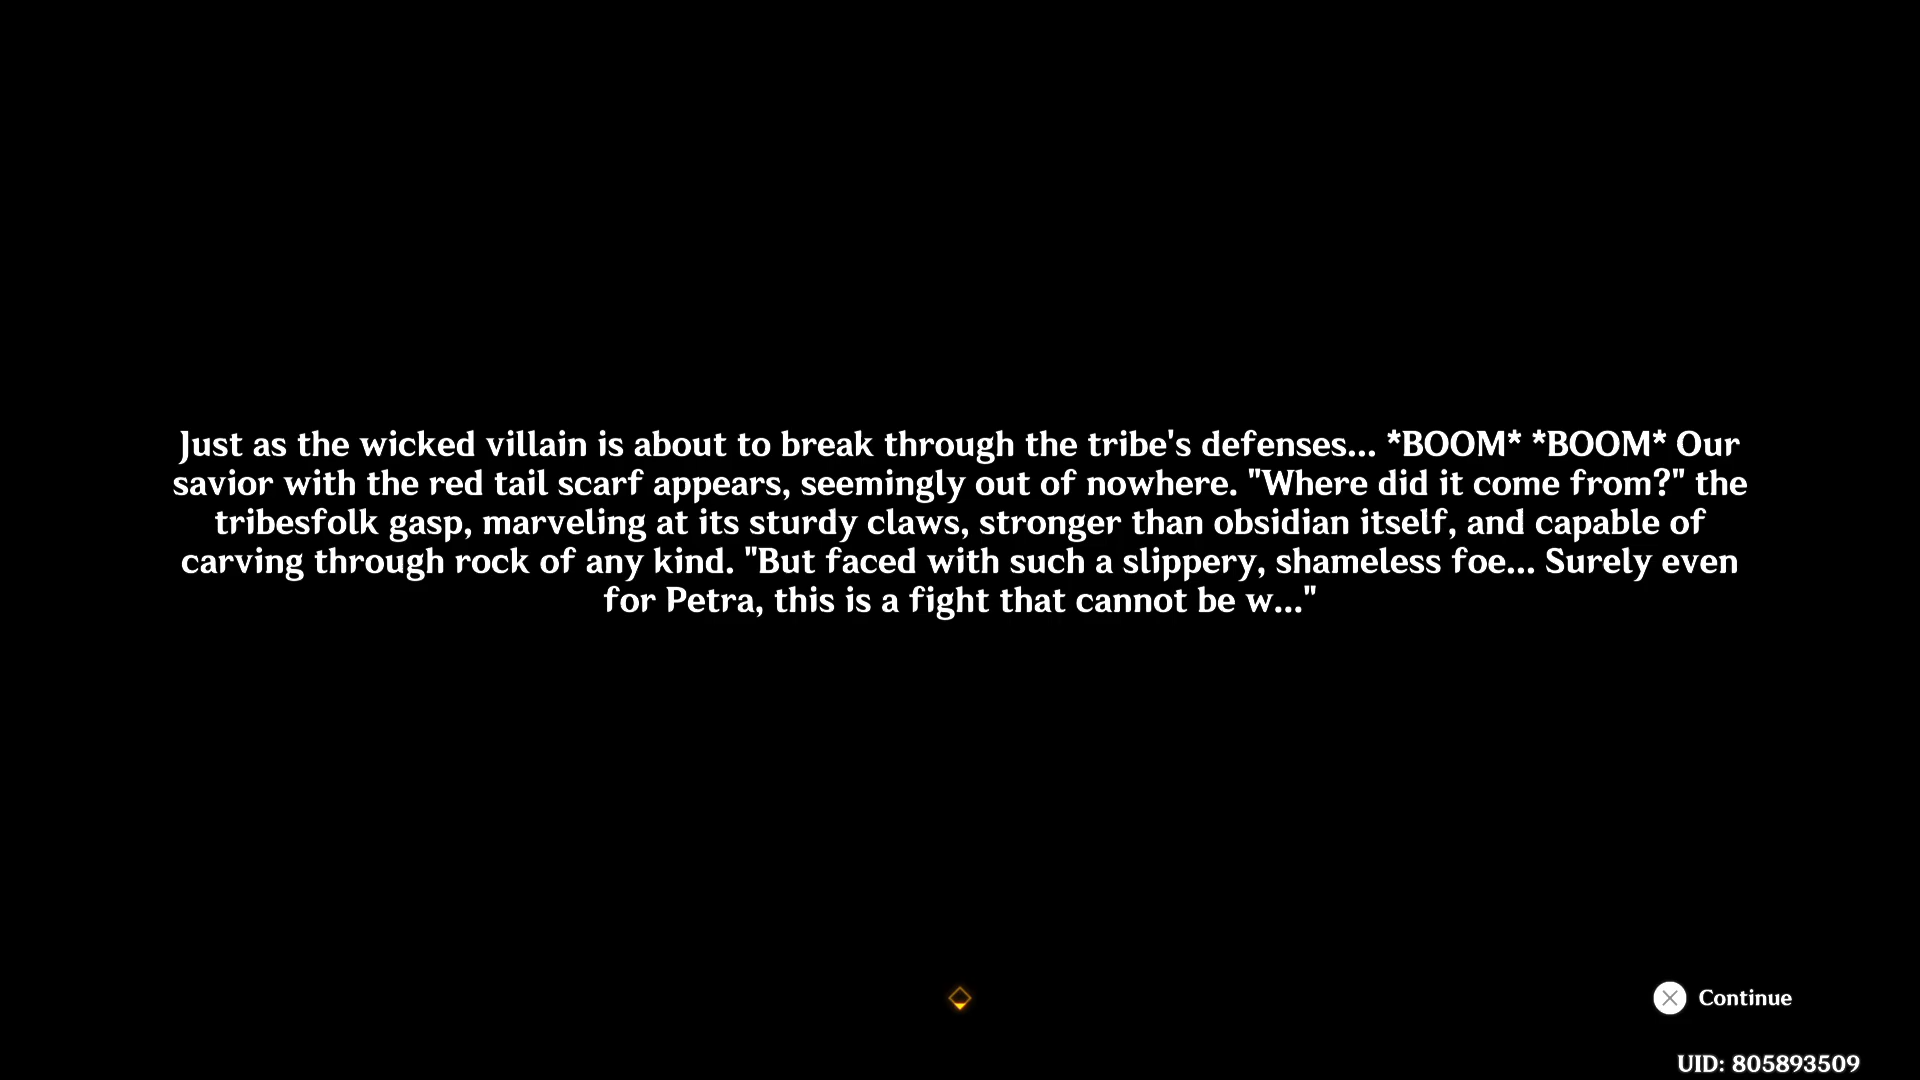 Just as the wicked villain is about to break through the tribe's defenses... *BOOM* *BOOM* Our
savior with the red tail scarf appears, seemingly out of nowhere. "Where did it come from?" the
tribesfolk gasp, marveling at its sturdy claws, stronger than obsidian itself, and capable of
carving through rock of any kind. "But faced with such a slippery, shameless foe... Surely even
for Petra, this is a fight that cannot be w..."
Continue
UID: 805893509